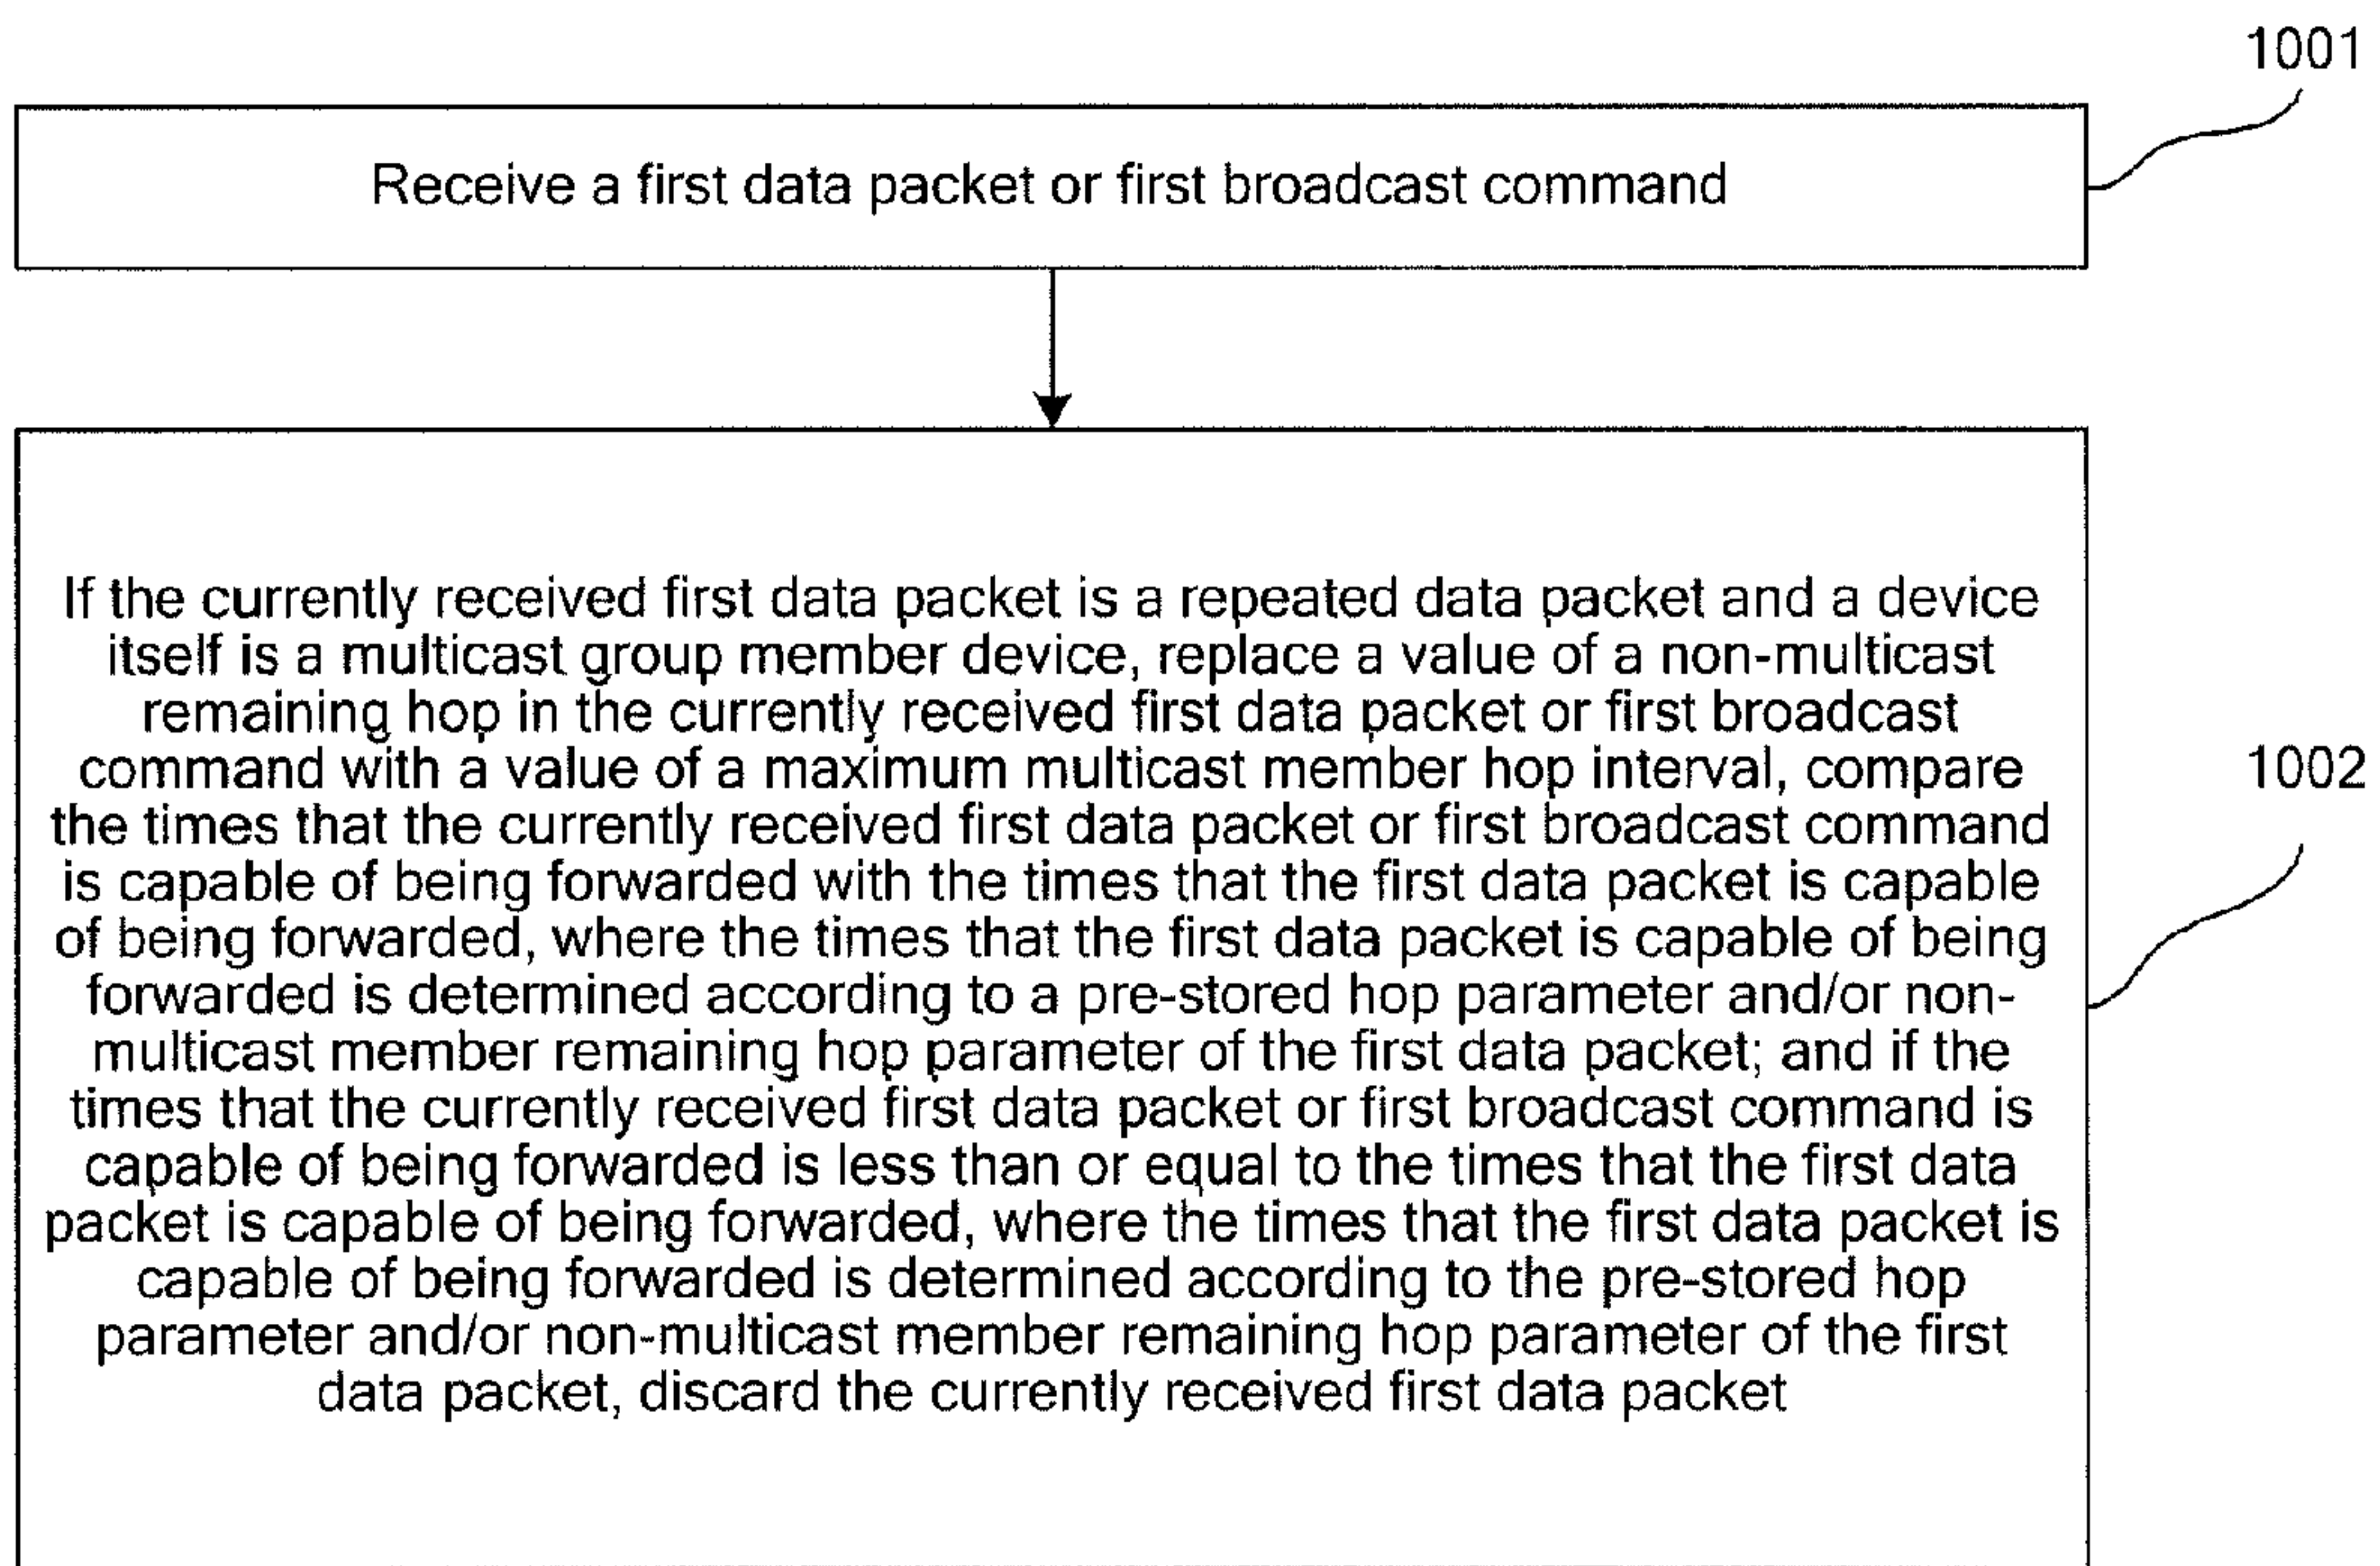 1001
Receive a first data packet or first broadcast command
If the currently received first data packet is a repeated data packet and a device
itself is a multicast group member device, replace a value of a non-multicast
remaining hop in the currently received first data packet or first broadcast
command with a value of a maximum multicast member hop interval, compare
1002
the times that the currently received first data packet or first broadcast command
is capable of being forwarded with the times that the first data packet is capable
of being forwarded, where the times that the first data packet is capable of being
forwarded is determined according to a pre-stored hop parameter and/or non-
multicast member remaining hop parameter of the first data packet; and if the
times that the currently received first data packet or first broadcast command is
capable of being forwarded is less than or equal to the times that the first data
packet is capable of being forwarded, where the times that the first data packet is
capable of being forwarded is determined according to the pre-stored hop
parameter and/or non-multicast member remaining hop parameter of the first
data packet, discard the currently received first data packet